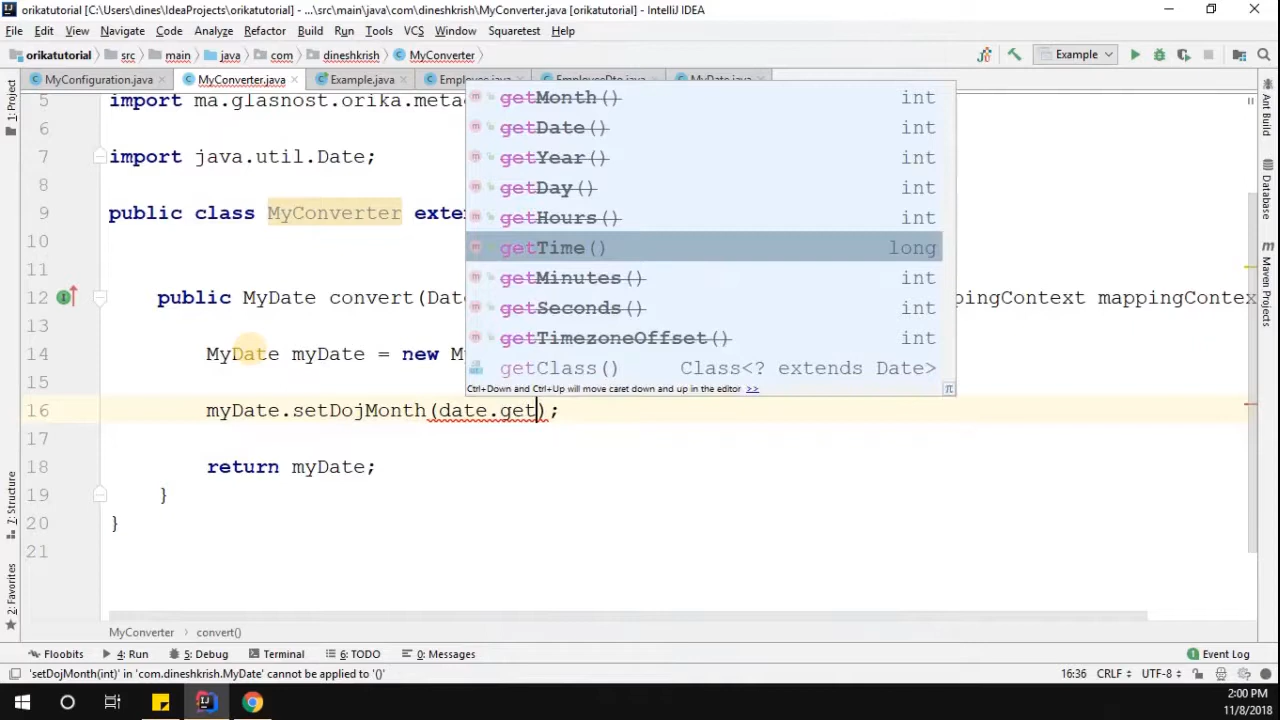 orikatutorial [C:\Users\dines\IdeaProjects\orikatutorial] - ...\src\main\java\com\dineshkrish\MyConverter.java [orikatutorial] - IntelliJ IDEA
File Edit View Navigate Code Analyze Refactor Build Run Tools VCS Window Squaretest Help
orikatutorial src main java com dineshkrish MyConverter Example
MyConfiguration.java MyConverter.java Example.java Employee.java EmployeeDto.java MyDate.java
1: Project
7: Structure
2: Favorites
Ant Build
Database
Maven Projects
5 import ma.glasnost.orika.meta
6
7 import java.util.Date;
8
9 public class MyConverter exte
10
11
12 public MyDate convert(Dat ppingContext mappingContex
13
14 MyDate myDate = new M
15
16 myDate.setDojMonth(date.get);
17
18 return myDate;
19 }
20 }
21
getMonth() int
getDate() int
getYear() int
getDay() int
getHours() int
getTime() long
getMinutes() int
getSeconds() int
getTimezoneOffset() int
getClass() Class<? extends Date>
Ctrl+Down and Ctrl+Up will move caret down and up in the editor >> π
MyConverter convert()
Floobits 4: Run 5: Debug Terminal 6: TODO 0: Messages 1 Event Log
'setDojMonth(int)' in 'com.dineshkrish.MyDate' cannot be applied to '()' 16:36 CRLF UTF-8
2:00 PM
11/8/2018